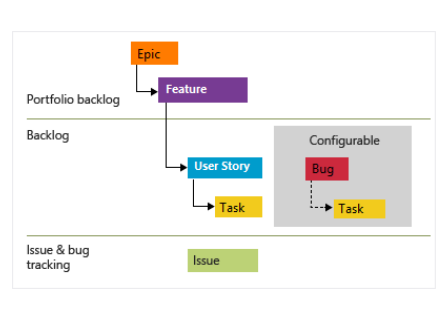 Epic
Feature
Portfolio backlog
Backlog
Configurable
User Story
Bug
Task
Task
Issue & bug
tracking
Issue